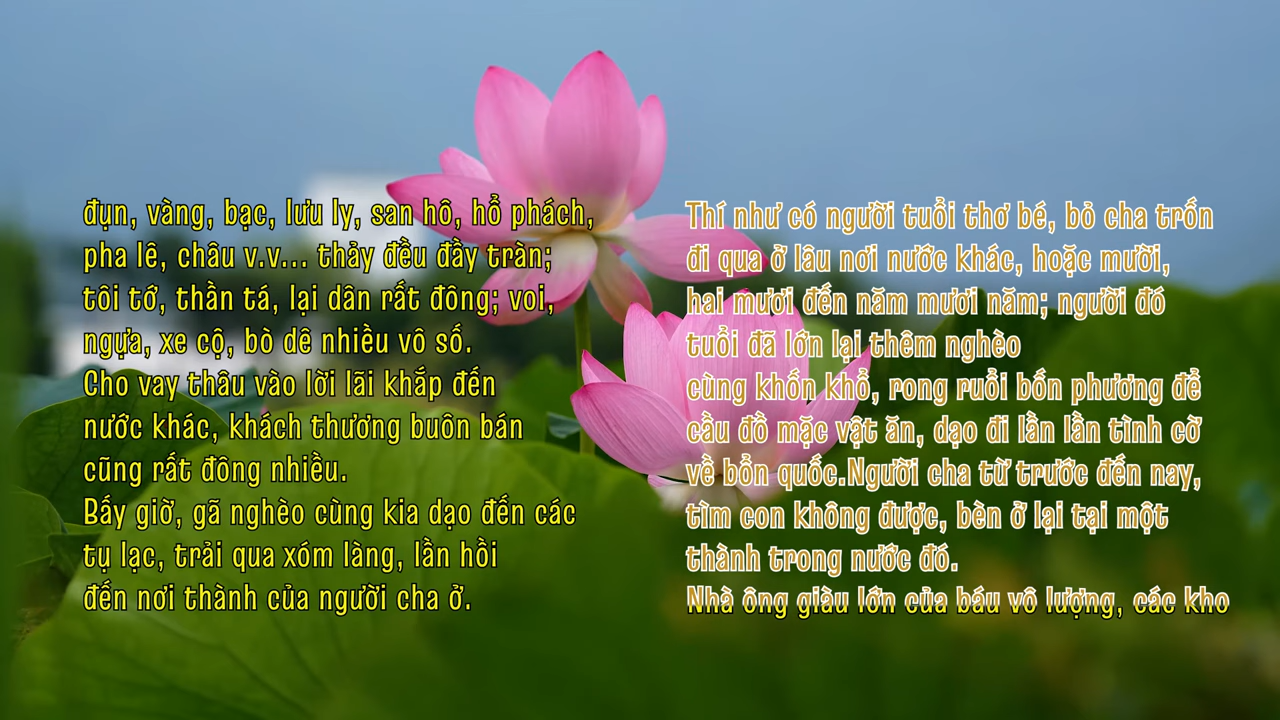 đụn, vàng, bạc, lưu ly, san hô, hổ phách,
pha lê, châu v.v... thảy đều đầy tràn;
tôi tớ, thần tá, lại dân rất đông; voi,
ngựa, xe cộ, bò dê nhiều vô số.
Cho vay thâu vào lời lãi khắp đến
nước khác, khách thương buôn bán
cũng rất đông nhiều.
Bấy giờ, gã nghèo cùng kia dạo đến các
tụ lạc, trải qua xóm làng, lần hồi
đến nơi thành của người cha ở.
Thí như có người tuổi thơ bé, bỏ cha trốn
đi qua ở lâu nơi nước khác, hoặc mười,
hai mươi đến năm mươi năm; người đó
tuổi đã lớn lại thêm nghèo
cùng khốn khổ, rong ruổi bốn phương để
cầu đồ mặc vật ăn, dạo đi lần lần tình cờ
về bổn quốc.Người cha từ trước đến nay,
tìm con không được, bèn ở lại tại một
thành trong nước đó.
Nhà ông giàu lớn của báu vô lượng, các kho